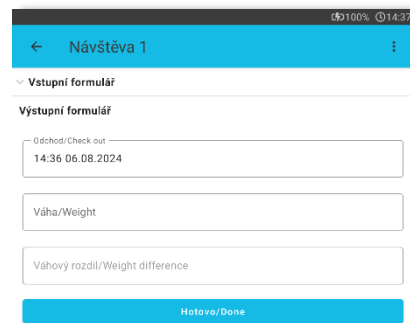 100% 14:37
Návštěva 1
Vstupní formulář
Výstupní formulář
Odchod/Check out
14:36 06.08.2024
Váha/Weight
Váhový rozdíl/Weight difference
Hotovo/Done